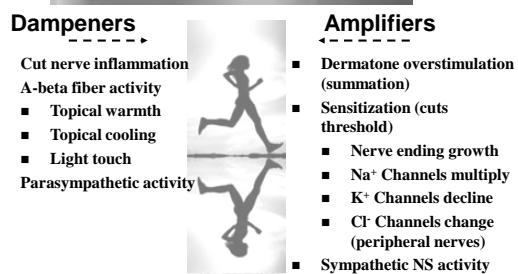 Dampeners
Cut nerve inflammation
A-beta fiber activity
■ Topical warmth
■ Topical cooling
■ Light touch
Parasympathetic activity
Amplifiers
■ Dermatone overstimulation
(summation)
■ Sensitization (cuts
threshold)
■ Nerve ending growth
■ Na⁺ Channels multiply
■ K⁺ Channels decline
■ Cl⁻ Channels change
(peripheral nerves)
■ Sympathetic NS activity